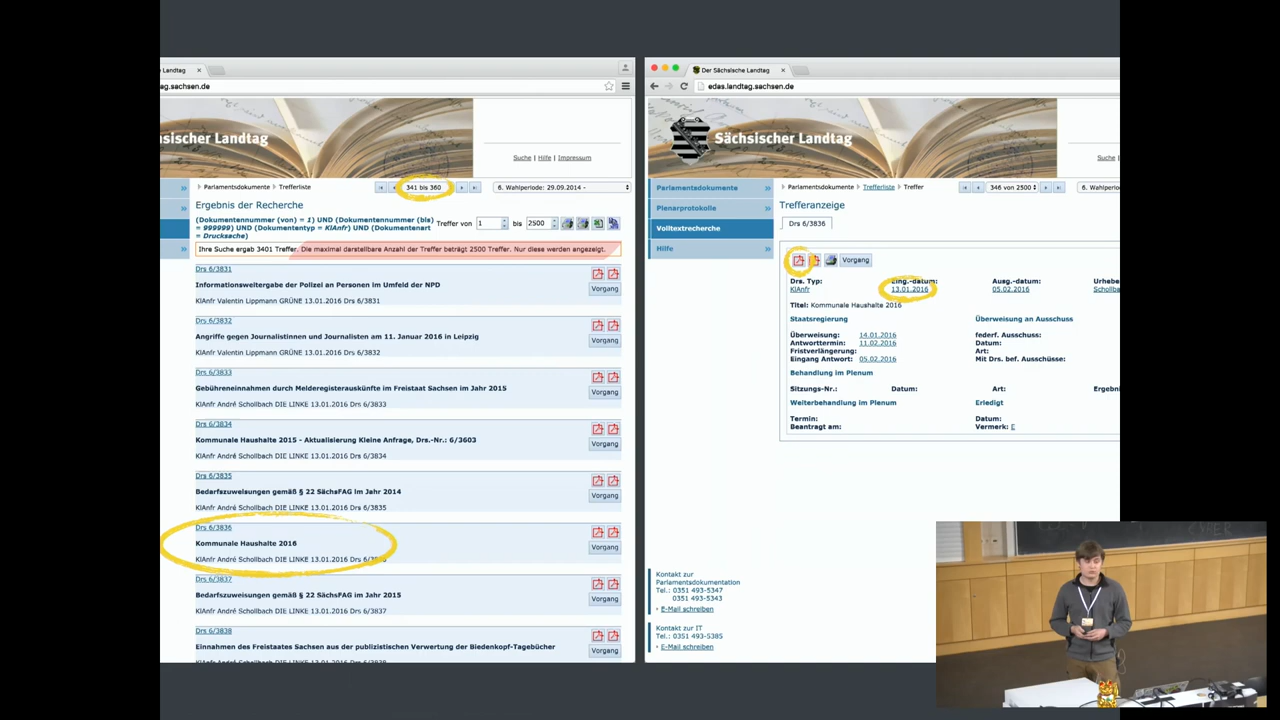 Landtag
ag.sachsen.de
sischer Landtag
Suche | Hilfe | Impressum
Parlamentsdokumente Trefferliste
341 bis 360
6. Wahlperiode: 29.09.2014 -
Ergebnis der Recherche
(Dokumentennummer (von) = 1) UND (Dokumentennummer (bis)
= 999999) UND (Dokumententyp = KlAnfr) UND (Dokumentenart
= Drucksache)
Treffer von 1 bis 2500
Ihre Suche ergab 3401 Treffer. Die maximal darstellbare Anzahl der Treffer beträgt 2500 Treffer. Nur diese werden angezeigt.
Drs 6/3831
Informationsweitergabe der Polizei an Personen im Umfeld der NPD
Vorgang
KlAnfr Valentin Lippmann GRÜNE 13.01.2016 Drs 6/3831
Drs 6/3832
Angriffe gegen Journalistinnen und Journalisten am 11. Januar 2016 in Leipzig
Vorgang
KlAnfr Valentin Lippmann GRÜNE 13.01.2016 Drs 6/3832
Drs 6/3833
Gebühreneinnahmen durch Melderegisterauskünfte im Freistaat Sachsen im Jahr 2015
Vorgang
KlAnfr André Schollbach DIE LINKE 13.01.2016 Drs 6/3833
Drs 6/3834
Kommunale Haushalte 2015 - Aktualisierung Kleine Anfrage, Drs.-Nr.: 6/3603
Vorgang
KlAnfr André Schollbach DIE LINKE 13.01.2016 Drs 6/3834
Drs 6/3835
Bedarfszuweisungen gemäß § 22 SächsFAG im Jahr 2014
Vorgang
KlAnfr André Schollbach DIE LINKE 13.01.2016 Drs 6/3835
Drs 6/3836
Kommunale Haushalte 2016
Vorgang
KlAnfr André Schollbach DIE LINKE 13.01.2016 Drs 6/3836
Drs 6/3837
Bedarfszuweisungen gemäß § 22 SächsFAG im Jahr 2015
Vorgang
KlAnfr André Schollbach DIE LINKE 13.01.2016 Drs 6/3837
Drs 6/3838
Einnahmen des Freistaates Sachsen aus der publizistischen Verwertung der Biedenkopf-Tagebücher
Vorgang
Der Sächsische Landtag
edas.landtag.sachsen.de
Sächsischer Landtag
Suche |
Parlamentsdokumente
Plenarprotokolle
Volltextrecherche
Hilfe
Parlamentsdokumente Trefferliste Treffer
346 von 2500
6. Wahlp
Trefferanzeige
Drs 6/3836
Vorgang
Drs. Typ: Eing.-datum: Ausg.-datum: Urhebe
KlAnfr 13.01.2016 05.02.2016 Schollba
Titel: Kommunale Haushalte 2016
Staatsregierung Überweisung an Ausschuss
Überweisung: 14.01.2016 federf. Ausschuss:
Antworttermin: 11.02.2016 Datum:
Fristverlängerung: Art:
Eingang Antwort: 05.02.2016 Mit Drs. bef. Ausschüsse:
Behandlung im Plenum
Sitzungs-Nr.: Datum: Art: Ergebni
Weiterbehandlung im Plenum Erledigt
Termin: Datum:
Beantragt am: Vermerk: E
Kontakt zur
Parlamentsdokumentation
Tel.: 0351 493-5347
0351 493-5343
E-Mail schreiben
Kontakt zur IT
Tel.: 0351 493-5385
E-Mail schreiben